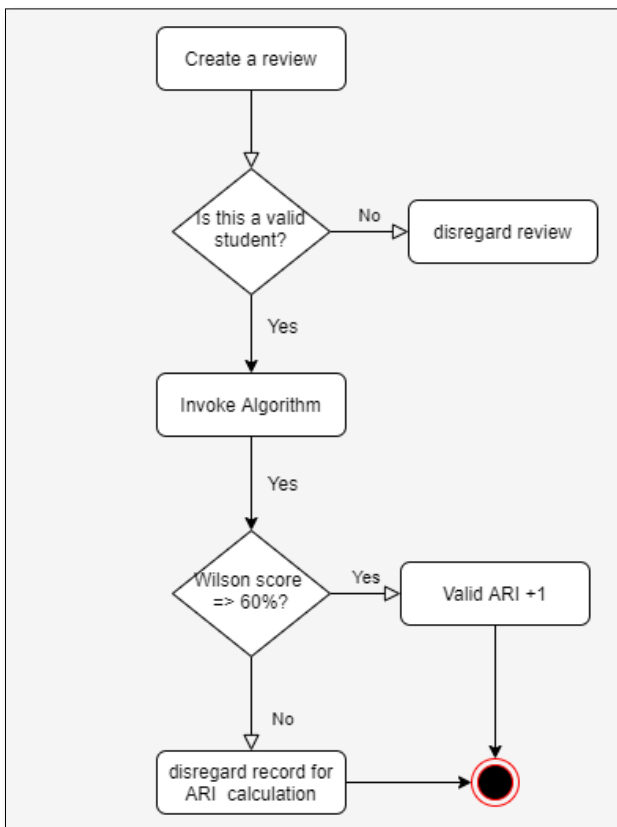 Create a review
Is this a valid
student?
No
disregard review
Yes
Invoke Algorithm
Yes
Wilson score
=> 60%?
Yes
Valid ARI +1
No
disregard record for
ARI calculation